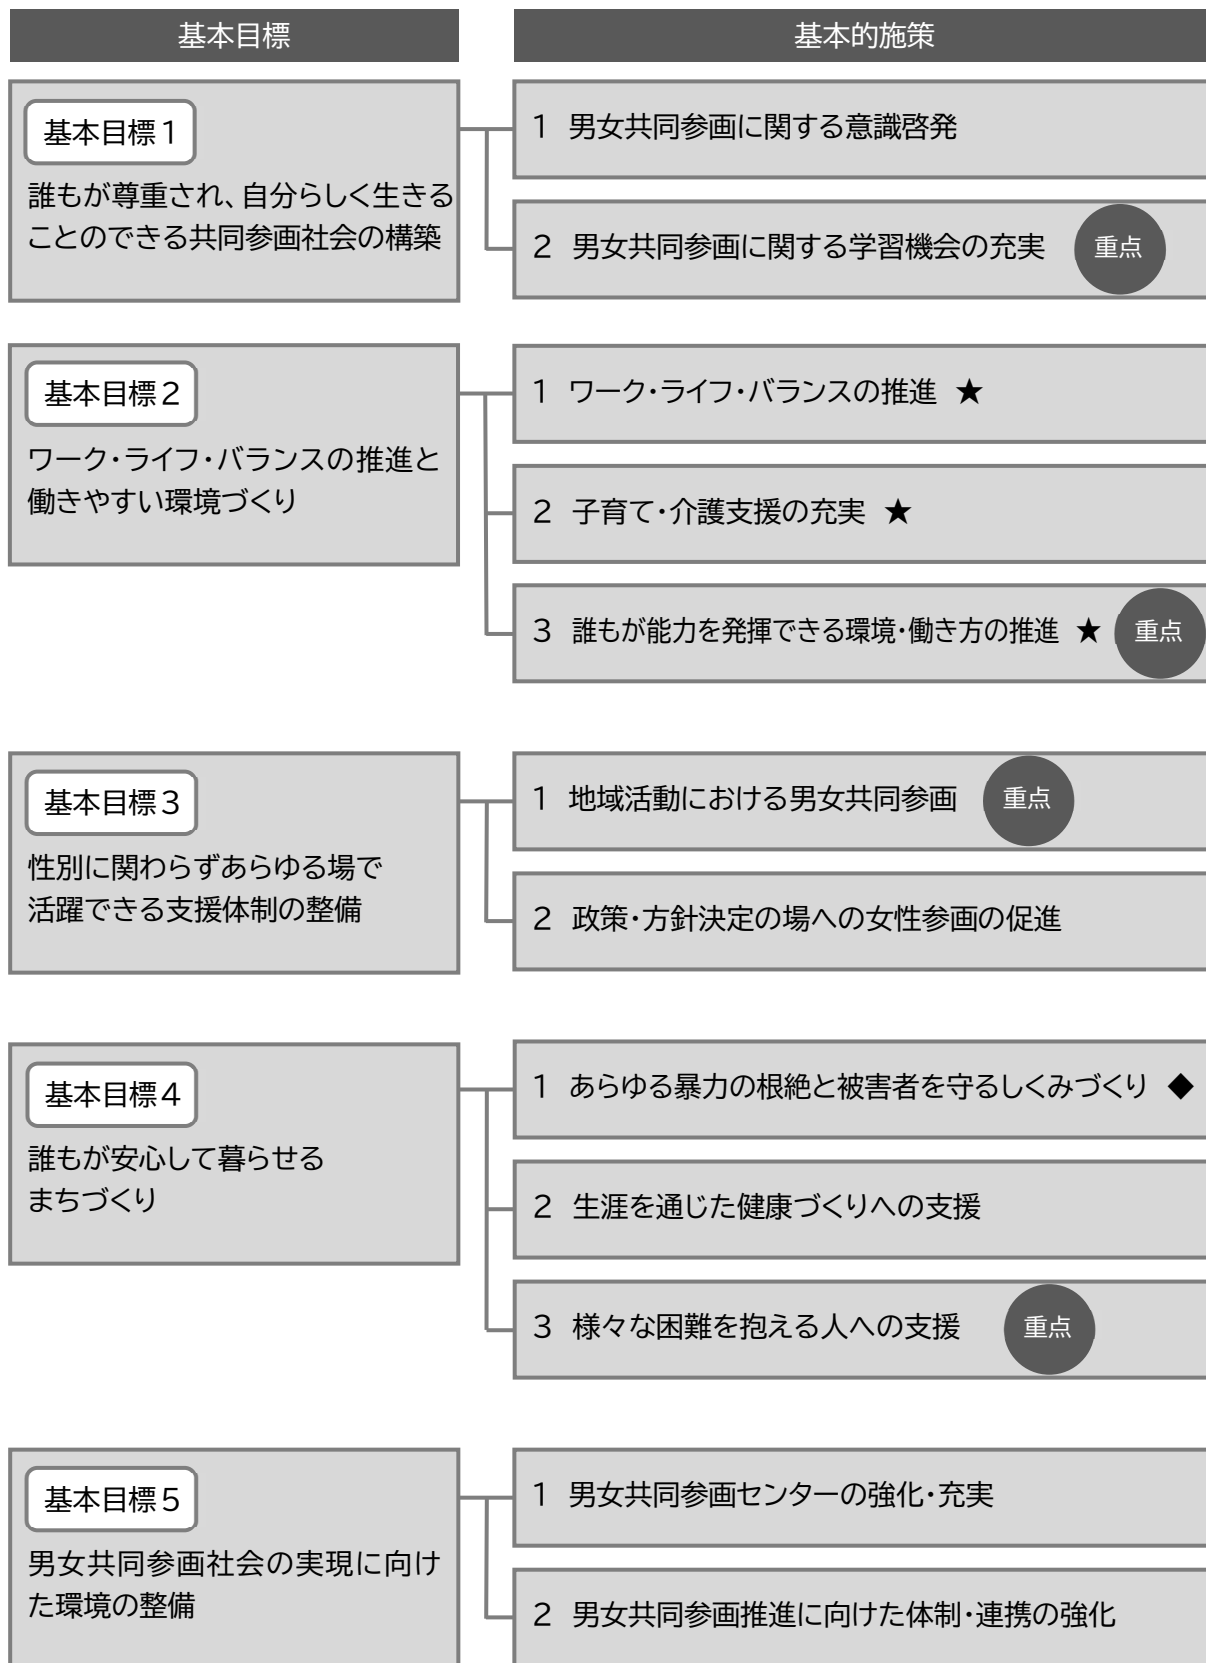 基本目標
基本的施策
基本目標1
誰もが尊重され、自分らしく生きる
ことのできる共同参画社会の構築
1 男女共同参画に関する意識啓発
2 男女共同参画に関する学習機会の充実 重点
基本目標2
ワーク・ライフ・バランスの推進と
働きやすい環境づくり
1 ワーク・ライフ・バランスの推進 ★
2 子育て・介護支援の充実 ★
3 誰もが能力を発揮できる環境・働き方の推進 ★ 重点
基本目標3
性別に関わらずあらゆる場で
活躍できる支援体制の整備
1 地域活動における男女共同参画 重点
2 政策・方針決定の場への女性参画の促進
基本目標4
誰もが安心して暮らせる
まちづくり
1 あらゆる暴力の根絶と被害者を守るしくみづくり ◆
2 生涯を通じた健康づくりへの支援
3 様々な困難を抱える人への支援 重点
基本目標5
男女共同参画社会の実現に向け
た環境の整備
1 男女共同参画センターの強化・充実
2 男女共同参画推進に向けた体制・連携の強化